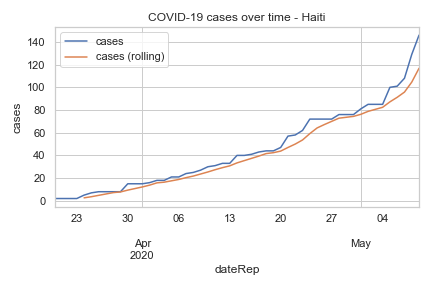 COVID-19 cases over time - Haiti
cases
cases (rolling)
140
120
100
80
60
40
20
0
cases
23 30 06 13 20 27 04
Apr May
2020
dateRep